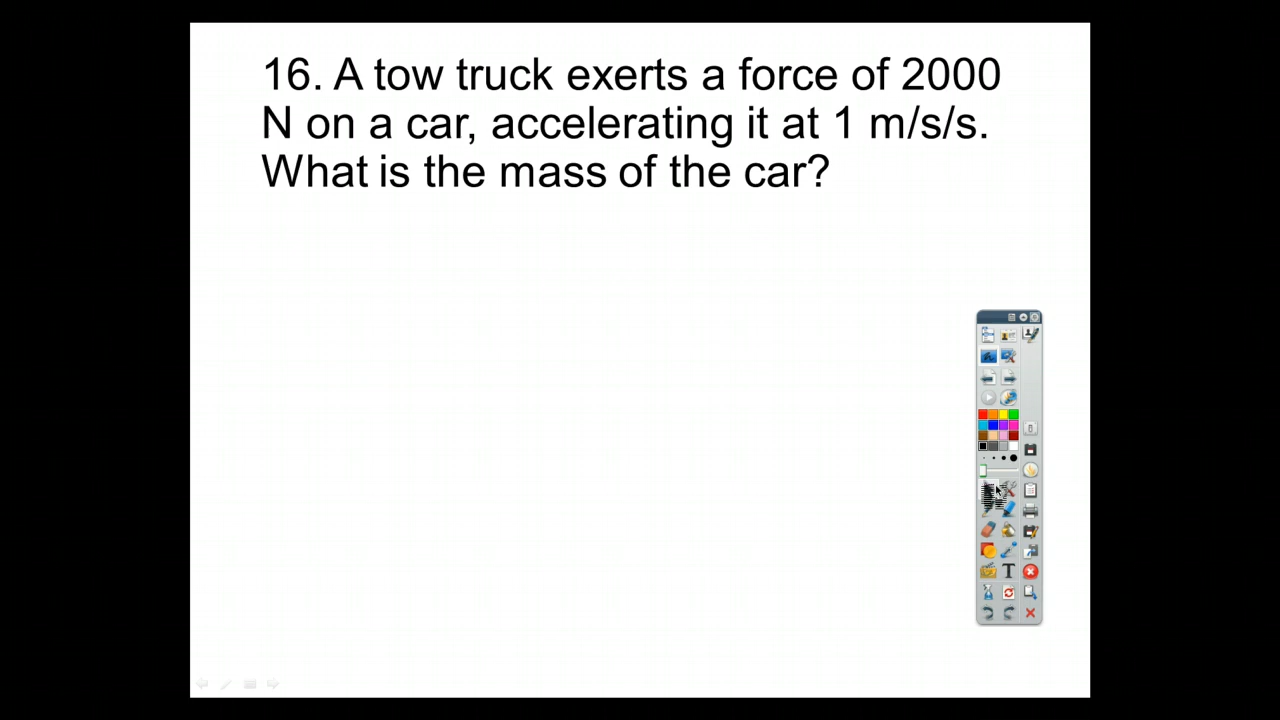 16. A tow truck exerts a force of 2000
N on a car, accelerating it at 1 m/s/s.
What is the mass of the car?